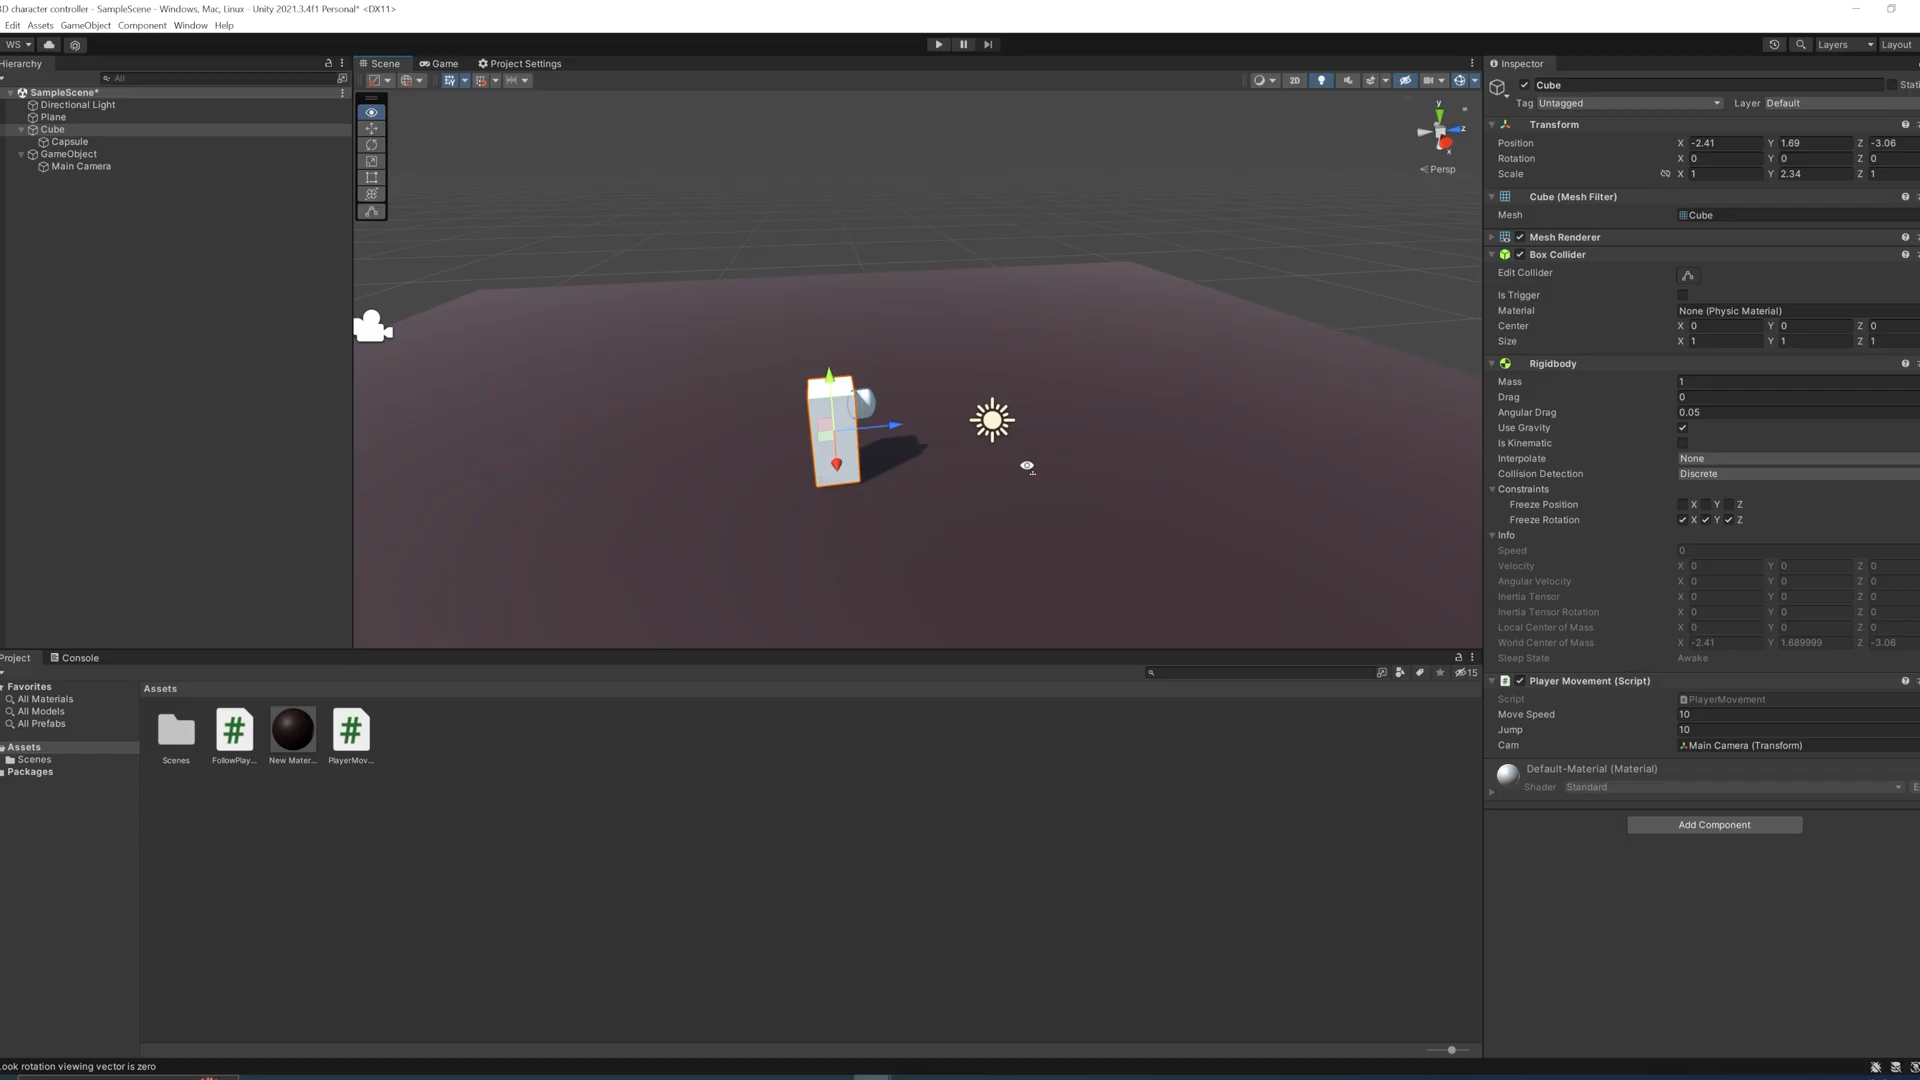 3D character controller - SampleScene - Windows, Mac, Linux - Unity 2021.3.4f1 Personal* <DX11>
Edit Assets GameObject Component Window Help
WS
Layers Layout
Hierarchy
All
SampleScene*
Directional Light
Plane
Cube
Capsule
GameObject
Main Camera
Scene Game Project Settings
2D
y
z
x
Persp
Inspector
Cube Stati
Tag Untagged Layer Default
Transform
Position X -2.41 Y 1.69 Z -3.06
Rotation X 0 Y 0 Z 0
Scale X 1 Y 2.34 Z 1
Cube (Mesh Filter)
Mesh Cube
Mesh Renderer
Box Collider
Edit Collider
Is Trigger
Material None (Physic Material)
Center X 0 Y 0 Z 0
Size X 1 Y 1 Z 1
Rigidbody
Mass 1
Drag 0
Angular Drag 0.05
Use Gravity
Is Kinematic
Interpolate None
Collision Detection Discrete
Constraints
Freeze Position X Y Z
Freeze Rotation X Y Z
Info
Speed 0
Velocity X 0 Y 0 Z 0
Angular Velocity X 0 Y 0 Z 0
Inertia Tensor X 0 Y 0 Z 0
Inertia Tensor Rotation X 0 Y 0 Z 0
Local Center of Mass X 0 Y 0 Z 0
World Center of Mass X -2.41 Y 1.689999 Z -3.06
Sleep State Awake
Player Movement (Script)
Script PlayerMovement
Move Speed 10
Jump 10
Cam Main Camera (Transform)
Default-Material (Material)
Shader Standard E
Add Component
Project Console
15
Favorites
All Materials
All Models
All Prefabs
Assets
Scenes
Packages
Assets
Scenes FollowPlay... New Mater... PlayerMov...
Look rotation viewing vector is zero